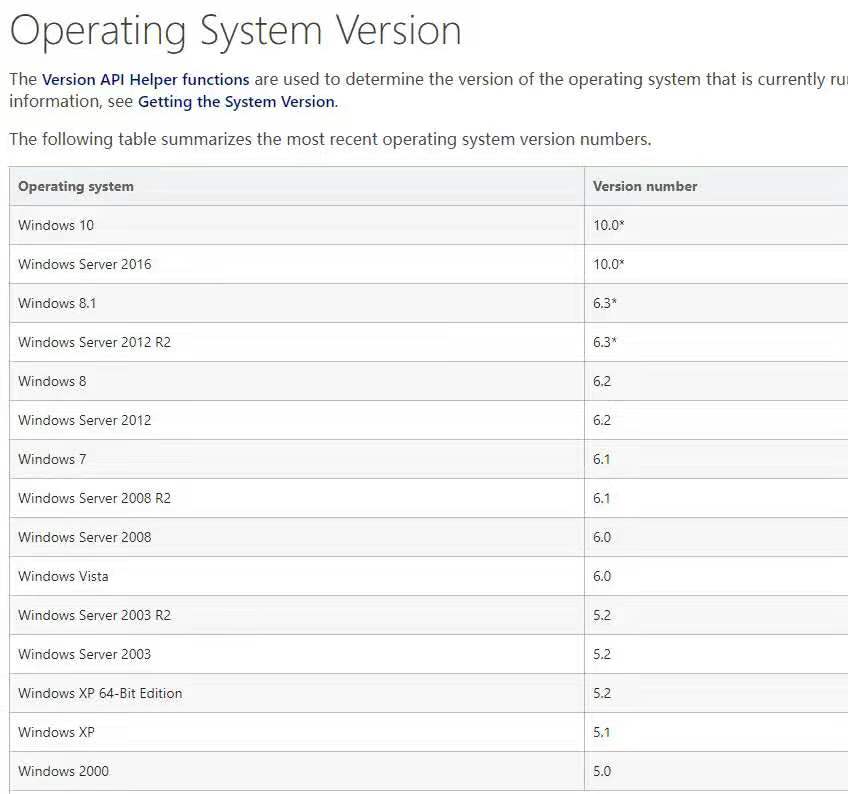 Operating System Version
The Version API Helper functions are used to determine the version of the operating system that is currently
information, see Getting the System Version.
The following table summarizes the most recent operating system version numbers.
Operating system Version number
Windows 10 10.0*
Windows Server 2016 10.0*
Windows 8.1 6.3*
Windows Server 2012 R2 6.3*
Windows 8 6.2
Windows Server 2012 6.2
Windows 7 6.1
Windows Server 2008 R2 6.1
Windows Server 2008 6.0
Windows Vista 6.0
Windows Server 2003 R2 5.2
Windows Server 2003 5.2
Windows XP 64-Bit Edition 5.2
Windows XP 5.1
Windows 2000 5.0